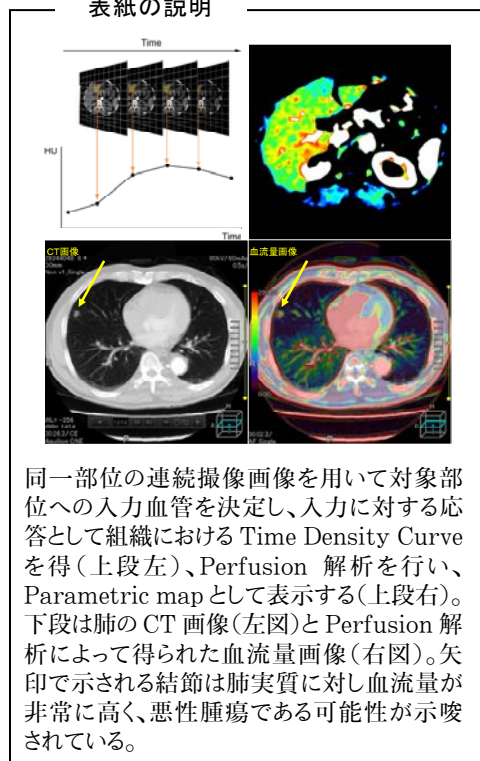 表紙の説明
Time
HU
Time
CT画像
血流量画像
同一部位の連続撮像画像を用いて対象部
位への入力血管を決定し、入力に対する応
答として組織における Time Density Curve
を得（上段左）、Perfusion 解析を行い、
Parametric map として表示する（上段右）。
下段は肺の CT 画像（左図）と Perfusion 解
析によって得られた血流量画像（右図）。矢
印で示される結節は肺実質に対し血流量が
非常に高く、悪性腫瘍である可能性が示唆
されている。